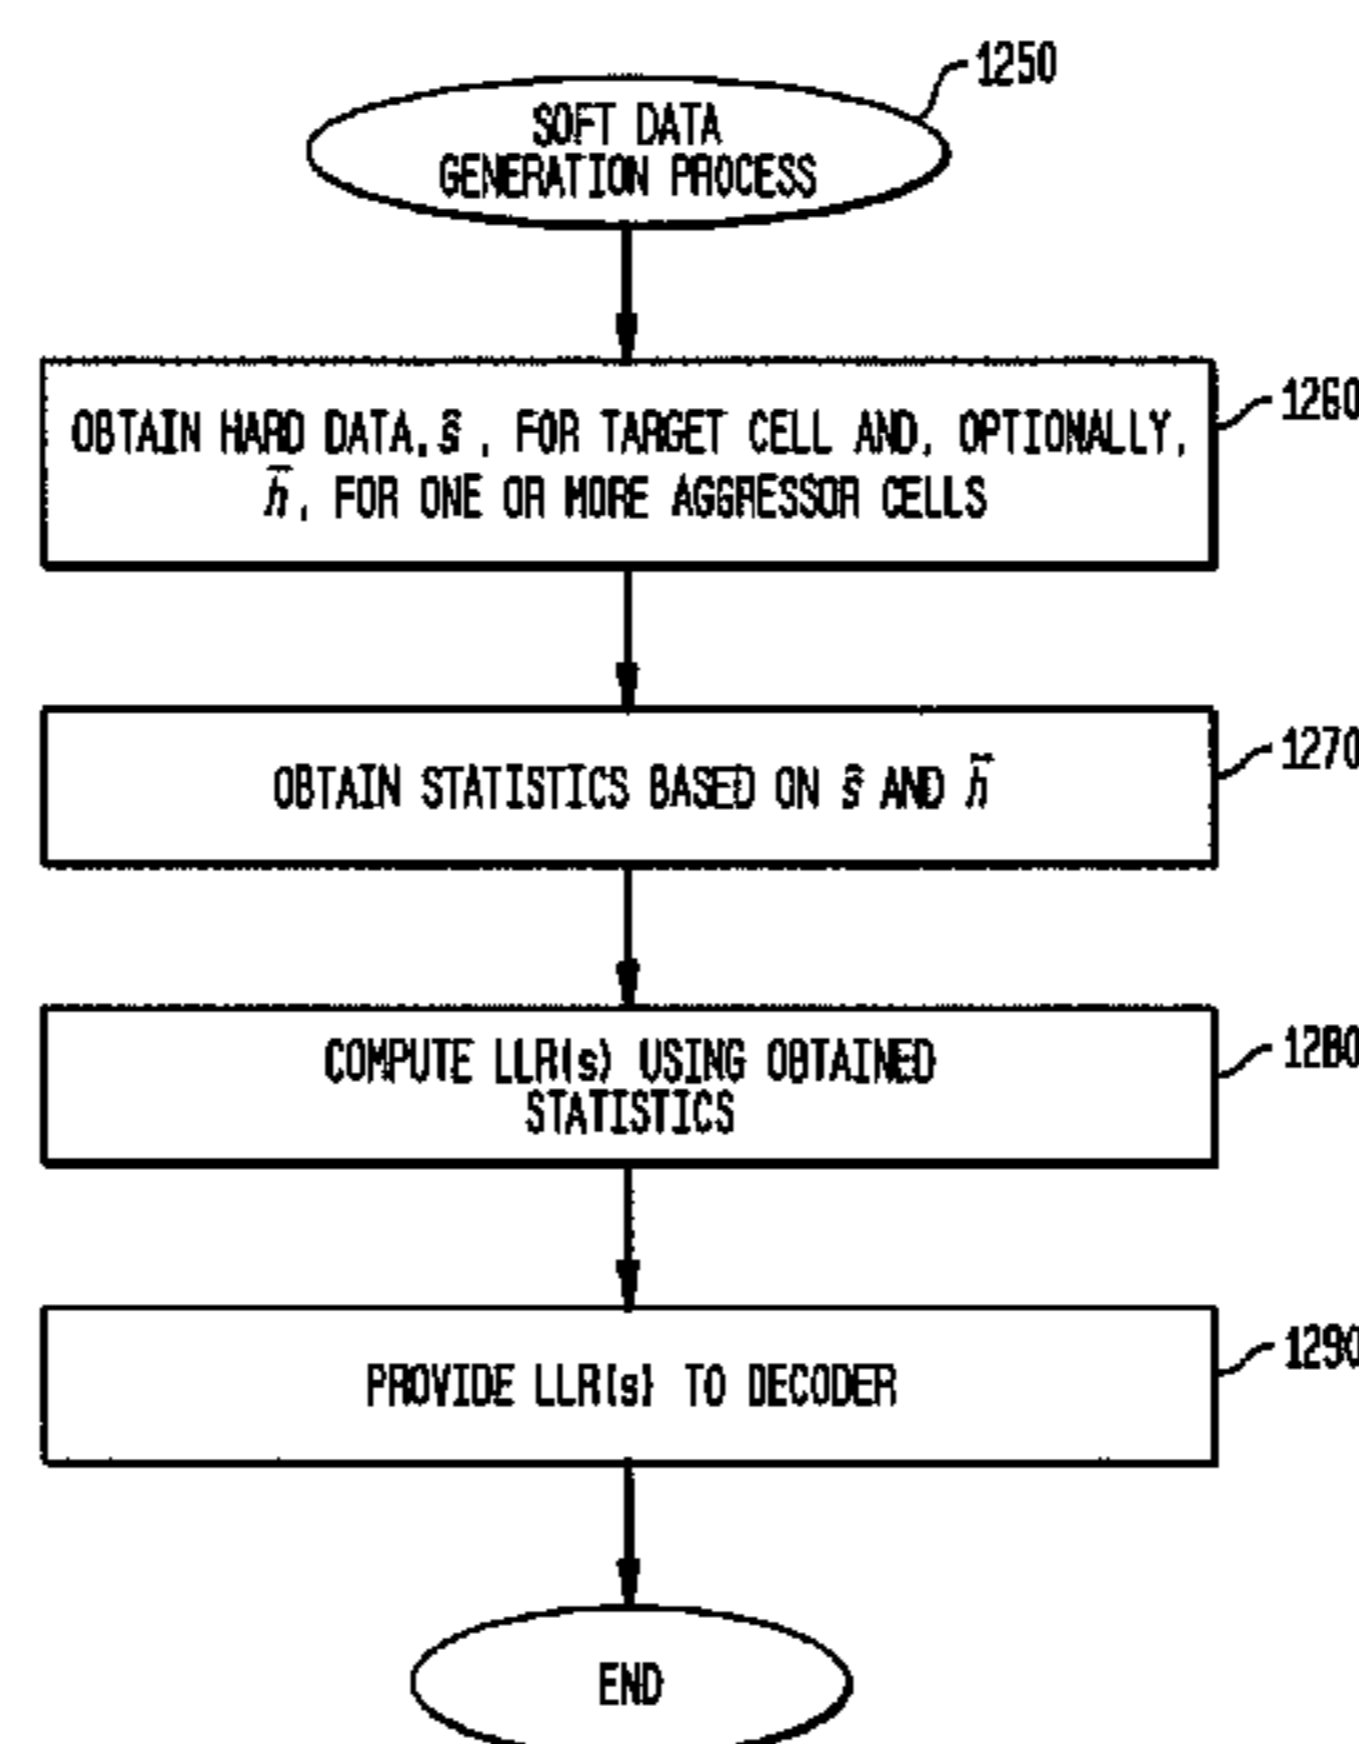 1250
SOFT DATA
GENERATION PROCESS
1260
OBTAIN HARD DATA, ŝ, FOR TARGET CELL AND, OPTIONALLY,
h̃, FOR ONE OR MORE AGGRESSOR CELLS
1270
OBTAIN STATISTICS BASED ON ŝ AND h̃
1280
COMPUTE LLR(s) USING OBTAINED
STATISTICS
1290
PROVIDE LLR(s) TO DECODER
END